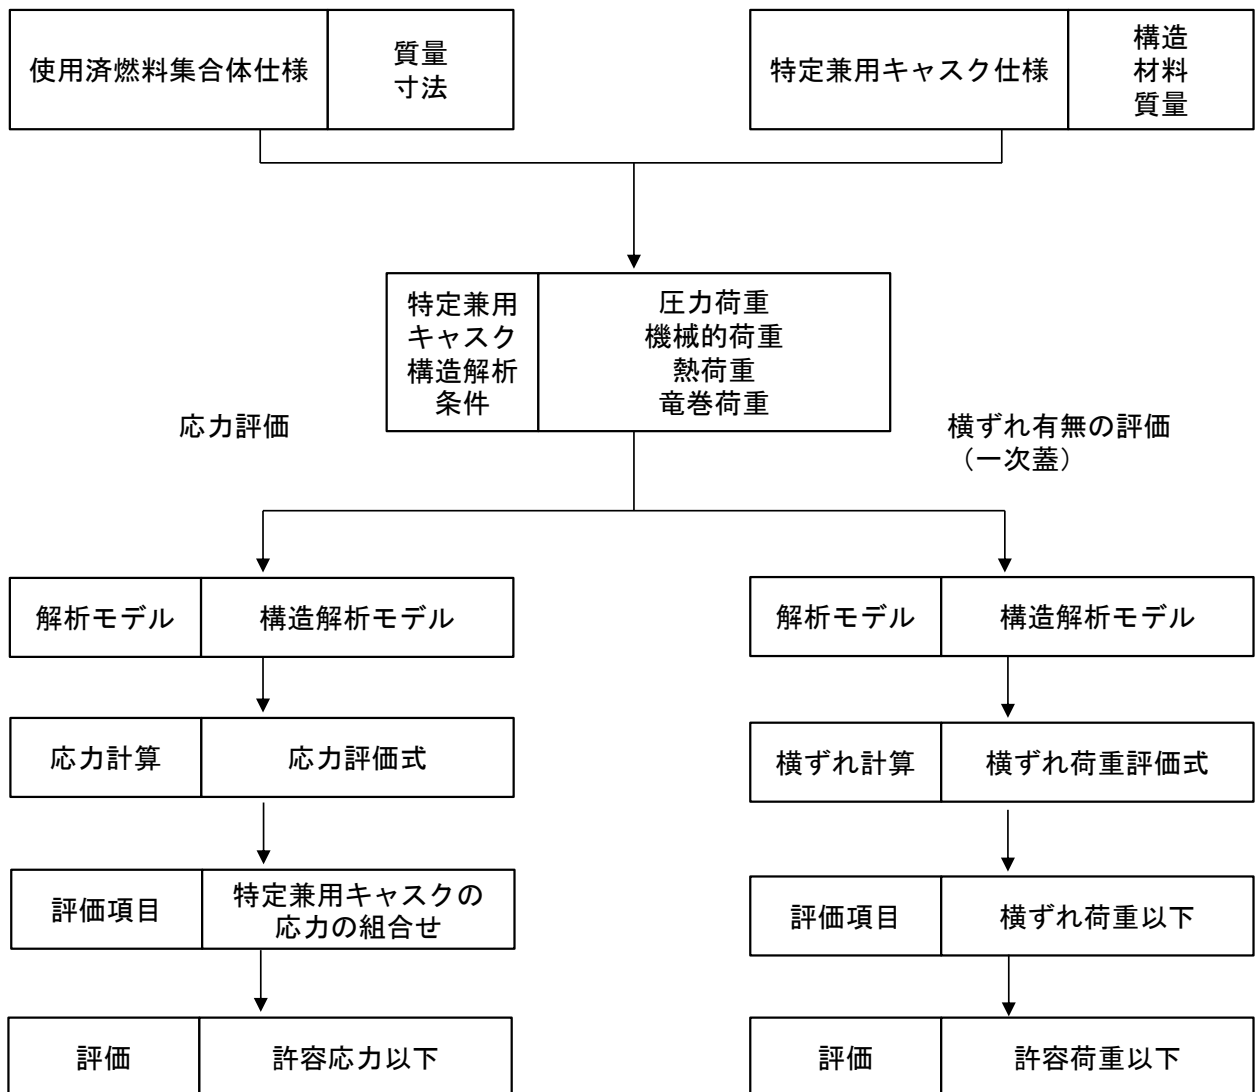 使用済燃料集合体仕様
質量
寸法
特定兼用キャスク仕様
構造
材料
質量
特定兼用
キャスク
構造解析
条件
圧力荷重
機械的荷重
熱荷重
竜巻荷重
応力評価
横ずれ有無の評価
（一次蓋）
解析モデル
構造解析モデル
応力計算
応力評価式
評価項目
特定兼用キャスクの
応力の組合せ
評価
許容応力以下
解析モデル
構造解析モデル
横ずれ計算
横ずれ荷重評価式
評価項目
横ずれ荷重以下
評価
許容荷重以下